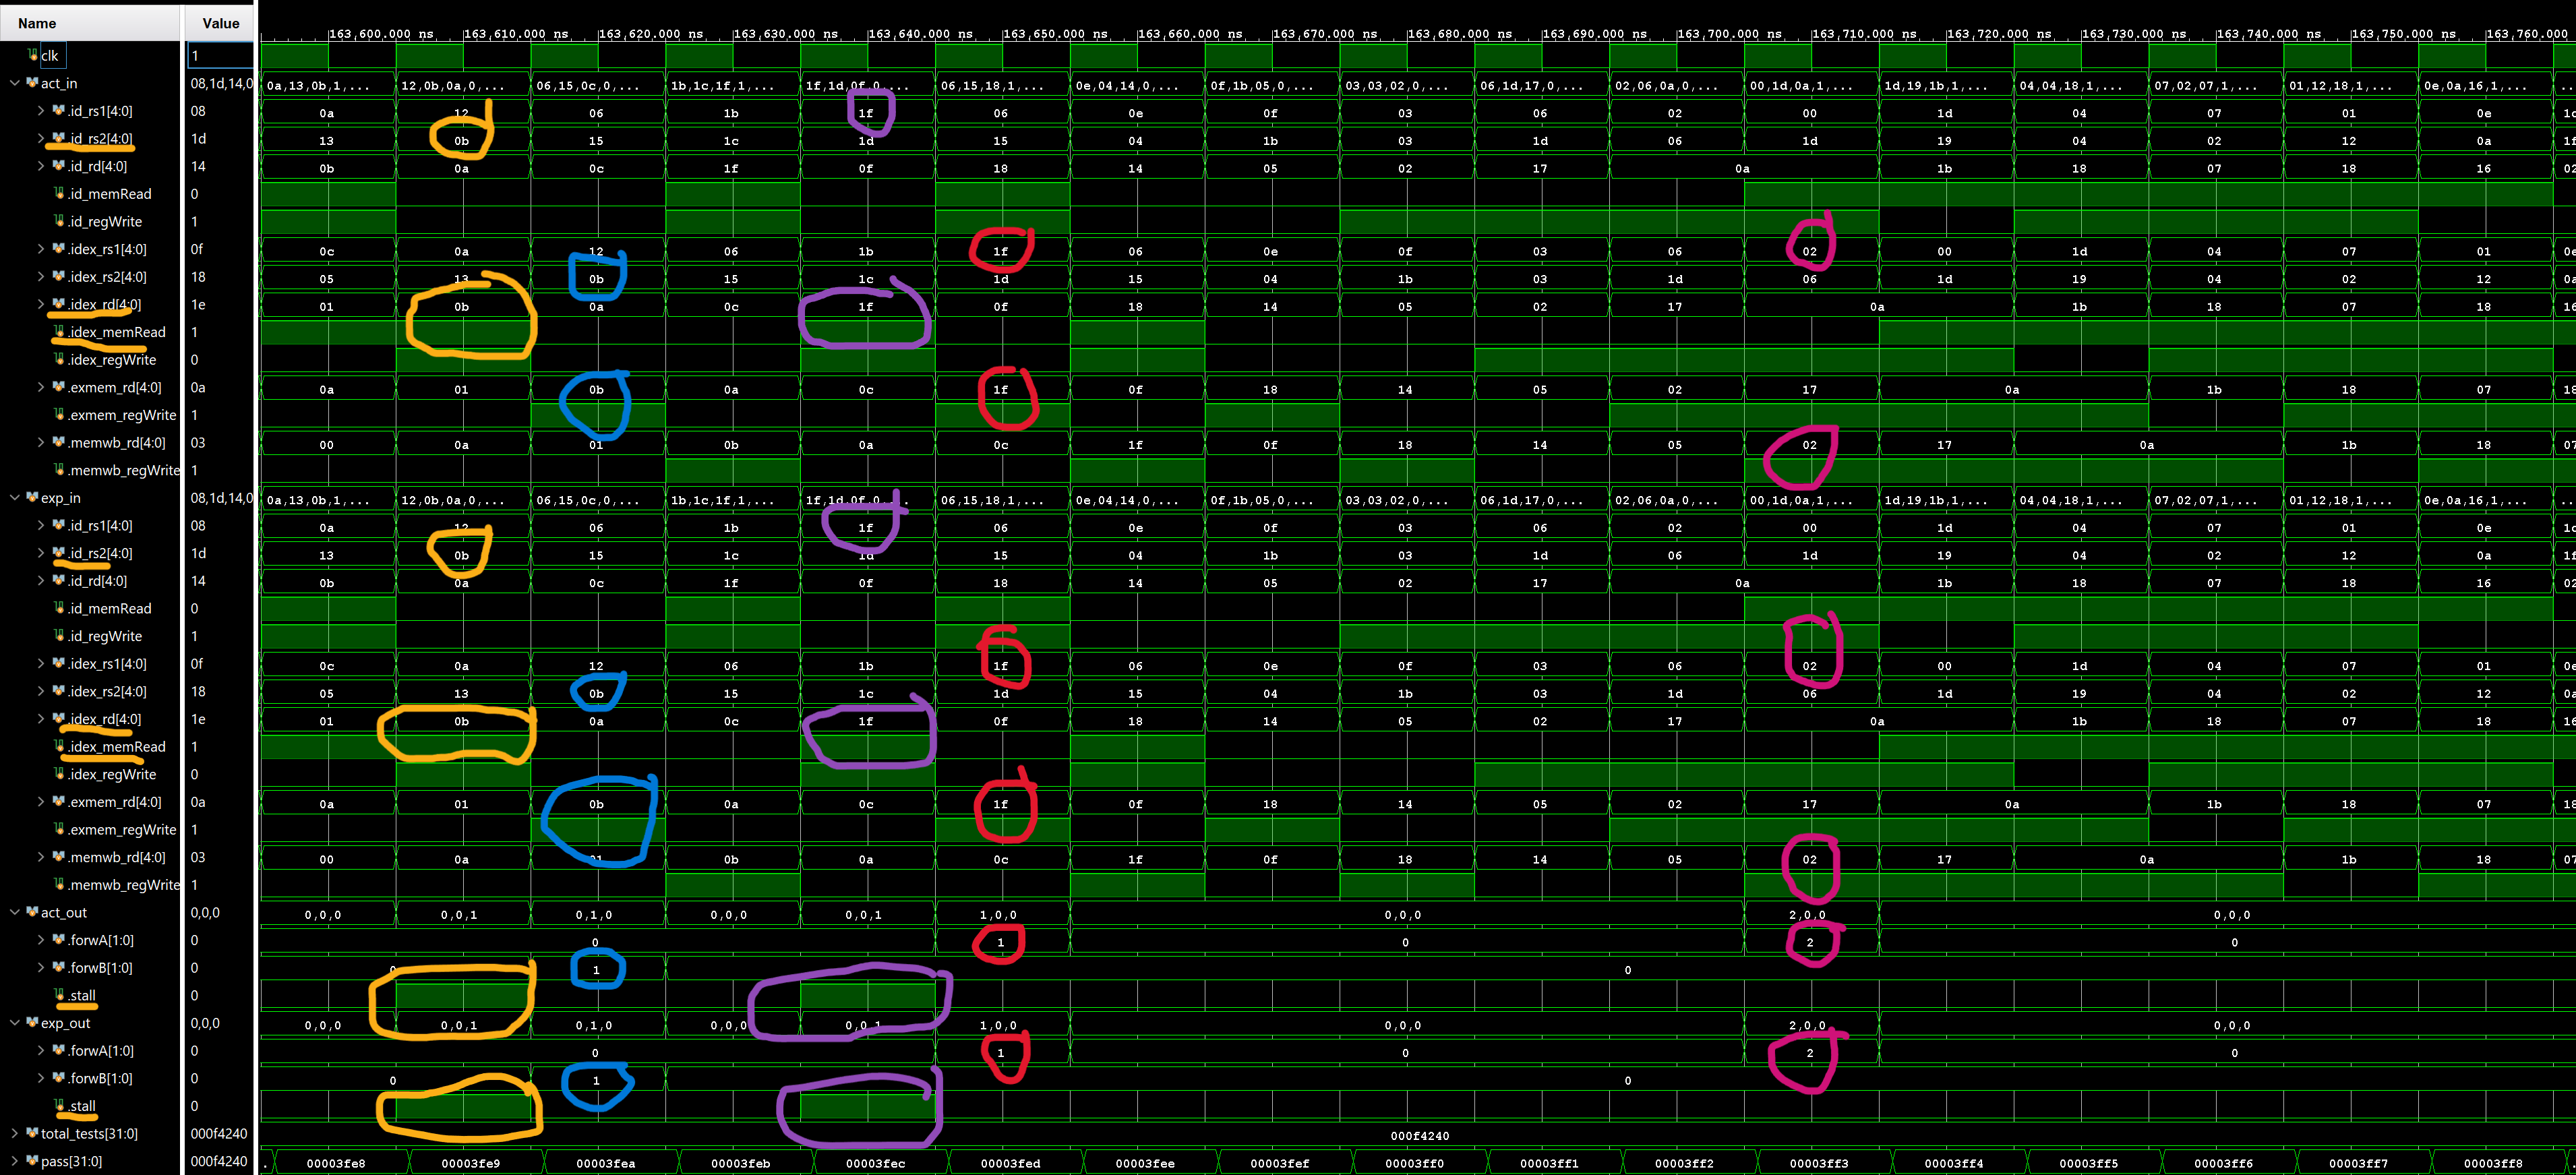 Name Value 163,600.000 ns 163,610.000 ns 163,620.000 ns 163,630.000 ns 163,640.000 ns 163,650.000 ns 163,660.000 ns 163,670.000 ns 163,680.000 ns 163,690.000 ns 163,700.000 ns 163,710.000 ns 163,720.000 ns 163,730.000 ns 163,740.000 ns 163,750.000 ns 163,760.000
clk 1
act_in 08,1d,14,0 0a,13,0b,1,... 12,0b,0a,0,... 06,15,0c,0,... 1b,1c,1f,1,... 1f,1d,0f,0,... 06,15,18,1,... 0e,04,14,0,... 0f,1b,05,0,... 03,03,02,0,... 06,1d,17,0,... 02,06,0a,0,... 00,1d,0a,1,... 1d,19,1b,1,... 04,04,18,1,... 07,02,07,1,... 01,12,18,1,... 0e,0a,16,1,...
.id_rs1[4:0] 08 0a 12 06 1b 1f 06 0e 0f 03 06 02 00 1d 04 07 01 0e
.id_rs2[4:0] 1d 13 0b 15 1c 1d 15 04 1b 03 1d 06 1d 19 04 02 12 0a
.id_rd[4:0] 14 0b 0a 0c 1f 0f 18 14 05 02 17 0a 1b 18 07 18 16 02
.id_memRead 0
.id_regWrite 1
.idex_rs1[4:0] 0f 0c 0a 12 06 1b 1f 06 0e 0f 03 06 02 00 1d 04 07 01 0e
.idex_rs2[4:0] 18 05 13 0b 15 1c 1d 15 04 1b 03 1d 06 1d 19 04 02 12 0a
.idex_rd[4:0] 1e 01 0b 0a 0c 1f 0f 18 14 05 02 17 0a 1b 18 07 18 16
.idex_memRead 1
.idex_regWrite 0
.exmem_rd[4:0] 0a 0a 01 0b 0a 0c 1f 0f 18 14 05 02 17 0a 1b 18 07 18
.exmem_regWrite 1
.memwb_rd[4:0] 03 00 0a 01 0b 0a 0c 1f 0f 18 14 05 02 17 0a 1b 18 07
.memwb_regWrite 1
exp_in 08,1d,14,0 0a,13,0b,1,... 12,0b,0a,0,... 06,15,0c,0,... 1b,1c,1f,1,... 1f,1d,0f,0,... 06,15,18,1,... 0e,04,14,0,... 0f,1b,05,0,... 03,03,02,0,... 06,1d,17,0,... 02,06,0a,0,... 00,1d,0a,1,... 1d,19,1b,1,... 04,04,18,1,... 07,02,07,1,... 01,12,18,1,... 0e,0a,16,1,...
.id_rs1[4:0] 08 0a 12 06 1b 1f 06 0e 0f 03 06 02 00 1d 04 07 01 0e
.id_rs2[4:0] 1d 13 0b 15 1c 1d 15 04 1b 03 1d 06 1d 19 04 02 12 0a
.id_rd[4:0] 14 0b 0a 0c 1f 0f 18 14 05 02 17 0a 1b 18 07 18 16 02
.id_memRead 0
.id_regWrite 1
.idex_rs1[4:0] 0f 0c 0a 12 06 1b 1f 06 0e 0f 03 06 02 00 1d 04 07 01 0e
.idex_rs2[4:0] 18 05 13 0b 15 1c 1d 15 04 1b 03 1d 06 1d 19 04 02 12 0a
.idex_rd[4:0] 1e 01 0b 0a 0c 1f 0f 18 14 05 02 17 0a 1b 18 07 18 16
.idex_memRead 1
.idex_regWrite 0
.exmem_rd[4:0] 0a 0a 01 0b 0a 0c 1f 0f 18 14 05 02 17 0a 1b 18 07 18
.exmem_regWrite 1
.memwb_rd[4:0] 03 00 0a 01 0b 0a 0c 1f 0f 18 14 05 02 17 0a 1b 18 07
.memwb_regWrite 1
act_out 0,0,0 0,0,0 0,0,1 0,1,0 0,0,0 0,0,1 1,0,0 0,0,0 2,0,0 0,0,0
.forwA[1:0] 0 0 1 0 2 0
.forwB[1:0] 0 0 1 0
.stall 0
exp_out 0,0,0 0,0,0 0,0,1 0,1,0 0,0,0 0,0,1 1,0,0 0,0,0 2,0,0 0,0,0
.forwA[1:0] 0 0 1 0 2 0
.forwB[1:0] 0 0 1 0
.stall 0
total_tests[31:0] 000f4240 000f4240
pass[31:0] 000f4240 00003fe8 00003fe9 00003fea 00003feb 00003fec 00003fed 00003fee 00003fef 00003ff0 00003ff1 00003ff2 00003ff3 00003ff4 00003ff5 00003ff6 00003ff7 00003ff8